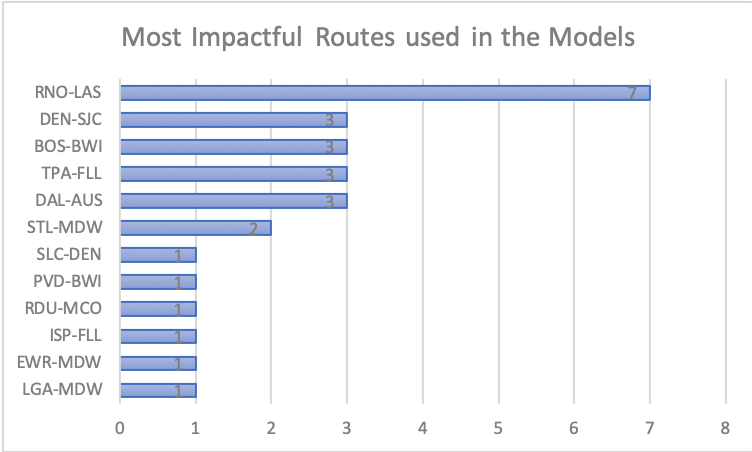 Most Impactful Routes used in the Models
RNO-LAS 7
DEN-SJC 3
BOS-BWI 3
TPA-FLL 3
DAL-AUS 3
STL-MDW 2
SLC-DEN 1
PVD-BWI 1
RDU-MCO 1
ISP-FLL 1
EWR-MDW 1
LGA-MDW 1
0 1 2 3 4 5 6 7 8